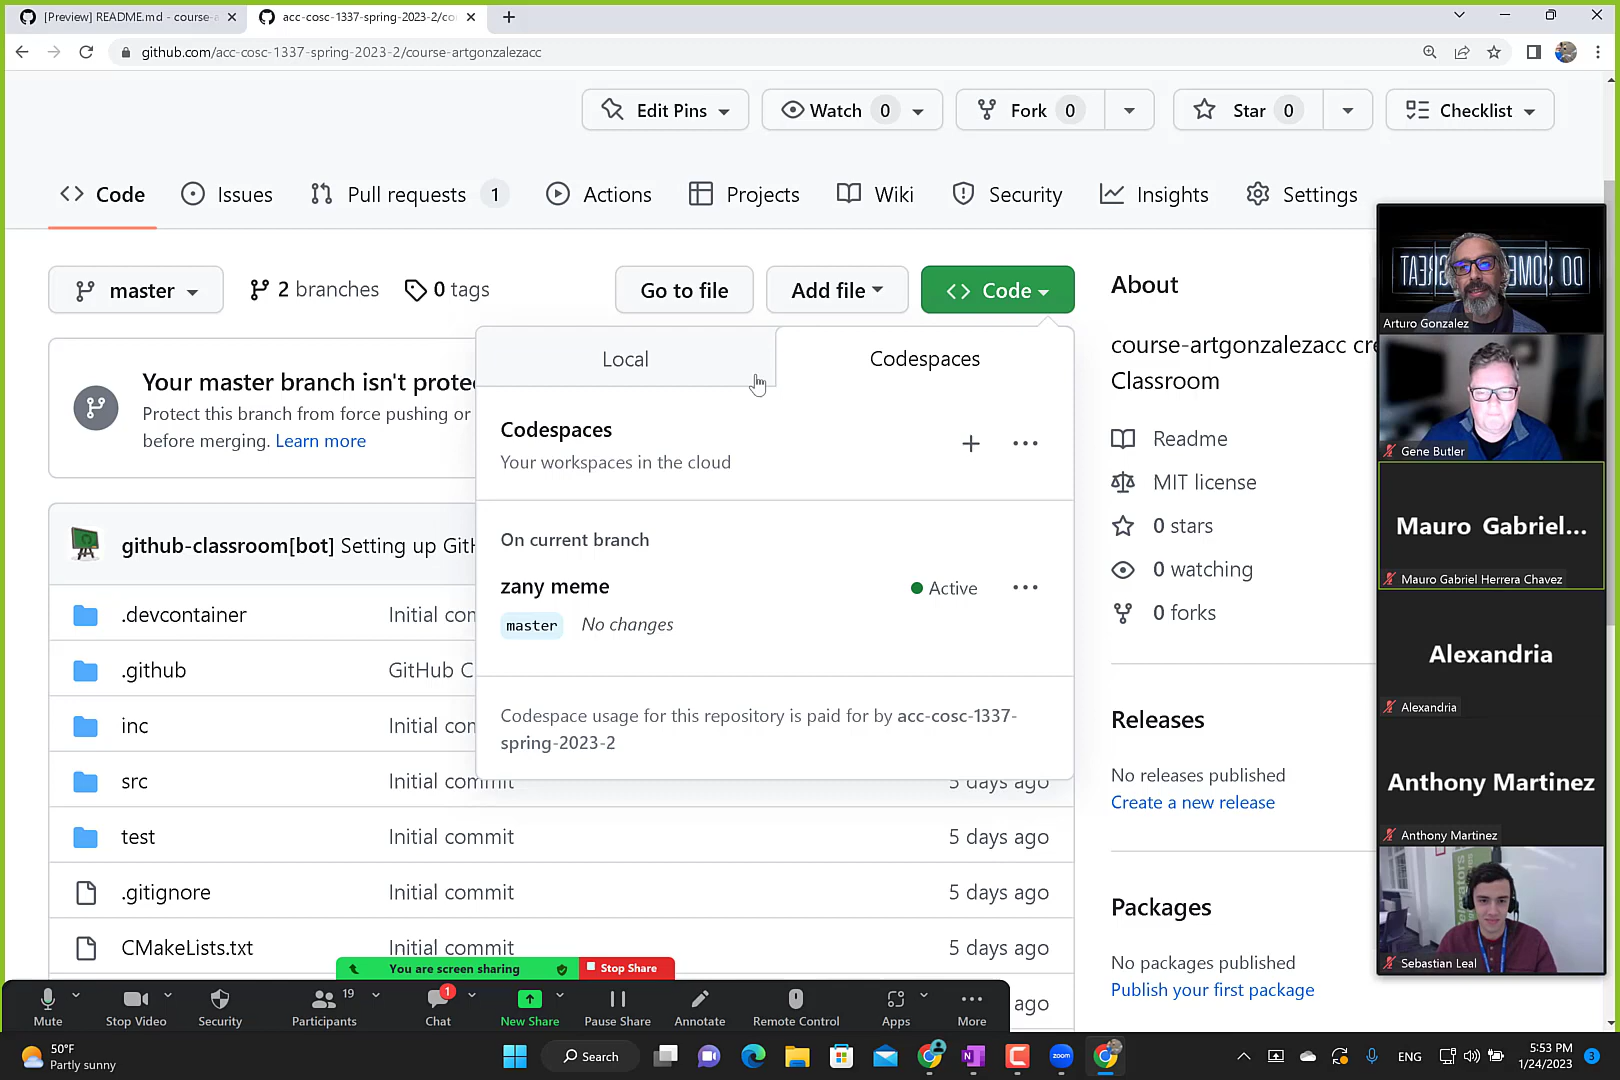 [Preview] README.md - course-a
acc-cosc-1337-spring-2023-2/co
github.com/acc-cosc-1337-spring-2023-2/course-artgonzalezacc
Edit Pins
Watch 0
Fork 0
Star 0
Checklist
Code
Issues
Pull requests 1
Actions
Projects
Wiki
Security
Insights
Settings
master
2 branches
0 tags
Go to file
Add file
Code
Your master branch isn't prote
Protect this branch from force pushing or
before merging. Learn more
Local
Codespaces
Codespaces
Your workspaces in the cloud
On current branch
zany meme
Active
master No changes
Codespace usage for this repository is paid for by acc-cosc-1337-
spring-2023-2
github-classroom[bot] Setting up GitH
.devcontainer Initial con
.github GitHub C
inc Initial con
src Initial commit 5 days ago
test Initial commit 5 days ago
.gitignore Initial commit 5 days ago
CMakeLists.txt Initial commit 5 days ago
ago
About
course-artgonzalezacc cre
Classroom
Readme
MIT license
0 stars
0 watching
0 forks
Releases
No releases published
Create a new release
Packages
No packages published
Publish your first package
DO SOMETHING GREAT
Arturo Gonzalez
Gene Butler
Mauro Gabriel...
Mauro Gabriel Herrera Chavez
Alexandria
Alexandria
Anthony Martinez
Anthony Martinez
Sebastian Leal
You are screen sharing
Stop Share
Mute
Stop Video
Security
Participants 19
Chat 1
New Share
Pause Share
Annotate
Remote Control
Apps
More
50°F
Partly sunny
Search
zoom
ENG
5:53 PM
1/24/2023
3